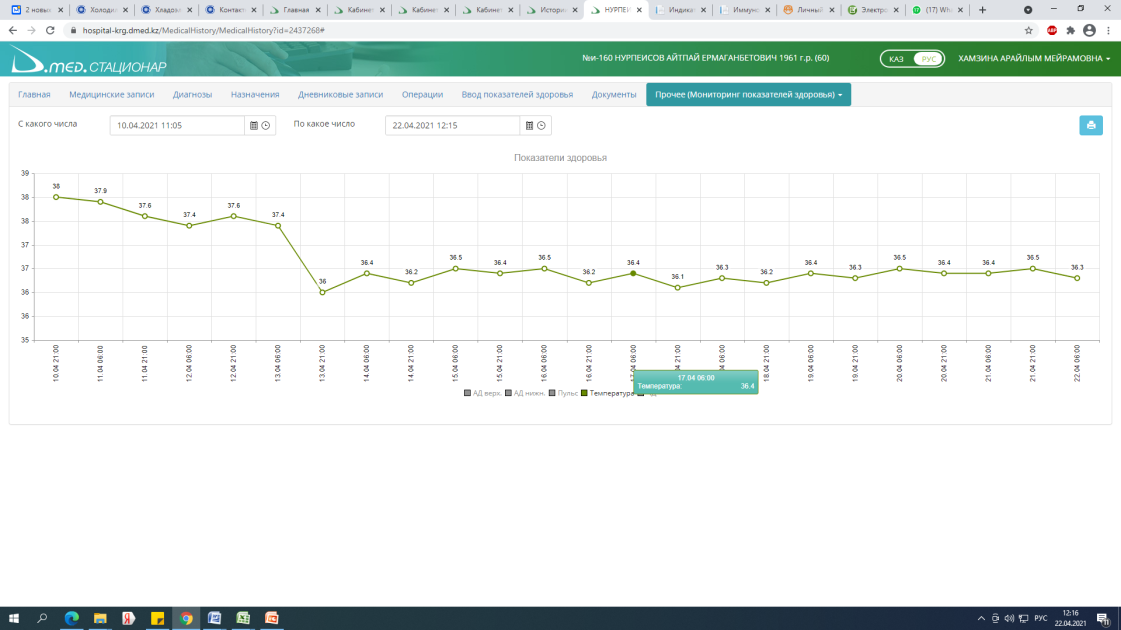 2 новых
Холоди
Хладоэ
Контакт
Главная
Кабинет
Кабинет
Кабинет
Истори
НУРПЕИ
Индика
Иммун
Личный
Электро
(17) Wh
hospital-krg.dmed.kz/MedicalHistory/MedicalHistory?id=2437268#
.MED.СТАЦИОНАР
№и-160 НУРПЕИСОВ АЙТПАЙ ЕРМАГАНБЕТОВИЧ 1961 г.р. (60)
КАЗ РУС
ХАМЗИНА АРАЙЛЫМ МЕЙРАМОВНА
Главная Медицинские записи Диагнозы Назначения Дневниковые записи Операции Ввод показателей здоровья Документы Прочее (Мониторинг показателей здоровья)
С какого числа 10.04.2021 11:05 По какое число 22.04.2021 12:15
Показатели здоровья
39
38
38
37
37
36
36
35
38 37.9 37.6 37.4 37.6 37.4 36 36.4 36.2 36.5 36.4 36.5 36.2 36.4 36.1 36.3 36.2 36.4 36.3 36.5 36.4 36.4 36.5 36.3
10.04 21:00
11.04 06:00
11.04 21:00
12.04 06:00
12.04 21:00
13.04 06:00
13.04 21:00
14.04 06:00
14.04 21:00
15.04 06:00
15.04 21:00
16.04 06:00
16.04 21:00
17.04 06:00
18.04 21:00
19.04 06:00
19.04 21:00
20.04 06:00
20.04 21:00
21.04 06:00
21.04 21:00
22.04 06:00
17.04 06:00
Температура: 36.4
АД верх. АД нижн. Пульс Температура
РУС
12:16
22.04.2021